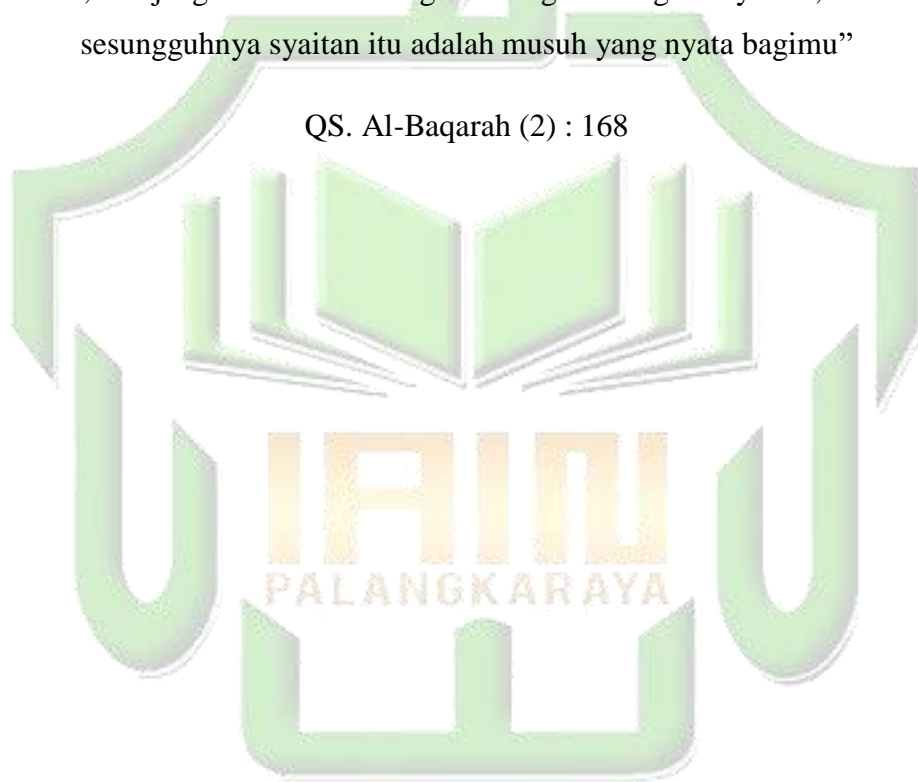 sesungguhnya syaitan itu adalah musuh yang nyata bagimu”
QS. Al-Baqarah (2) : 168
IAIN
PALANGKARAYA